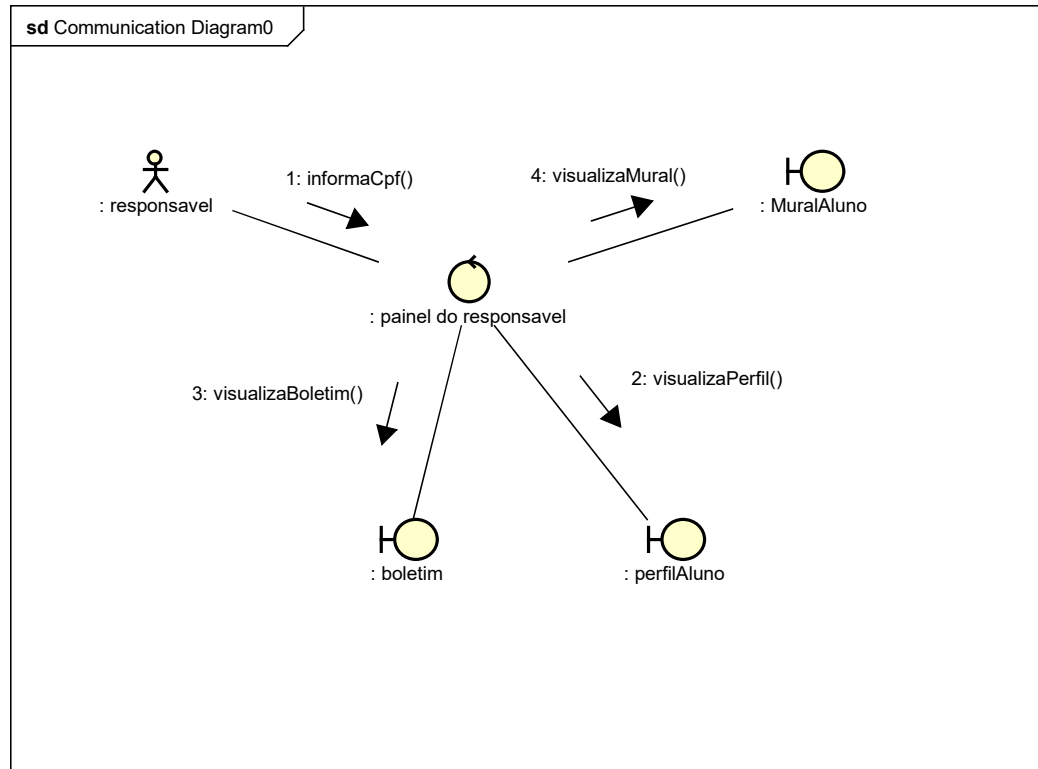 sd Communication Diagram0
1: informaCpf()
4: visualizaMural()
: responsavel
: MuralAluno
: painel do responsavel
3: visualizaBoletim()
2: visualizaPerfil()
: boletim
: perfilAluno